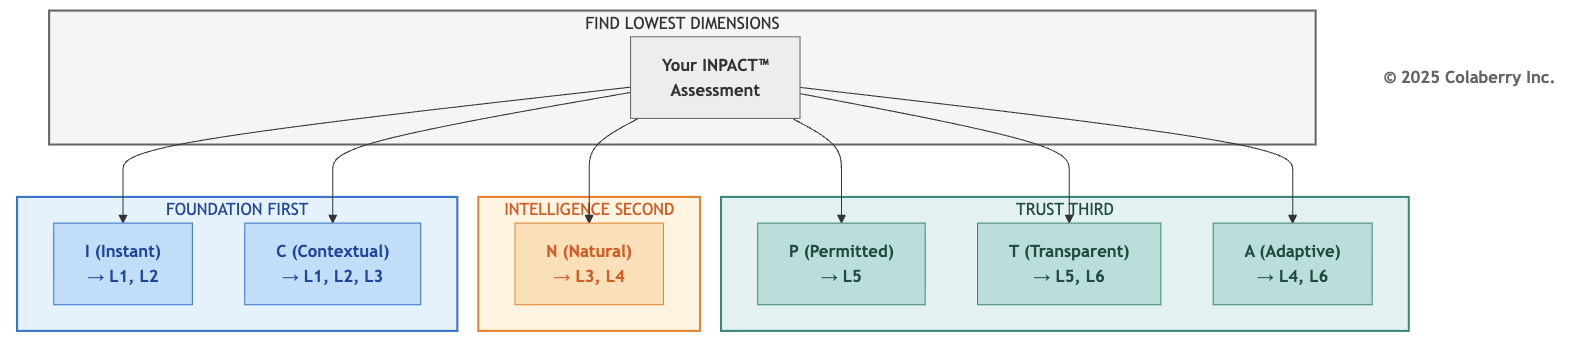 FIND LOWEST DIMENSIONS
Your INPACT™
Assessment
© 2025 Colaberry Inc.
FOUNDATION FIRST
I (Instant)
→ L1, L2
C (Contextual)
→ L1, L2, L3
INTELLIGENCE SECOND
N (Natural)
→ L3, L4
TRUST THIRD
P (Permitted)
→ L5
T (Transparent)
→ L5, L6
A (Adaptive)
→ L4, L6